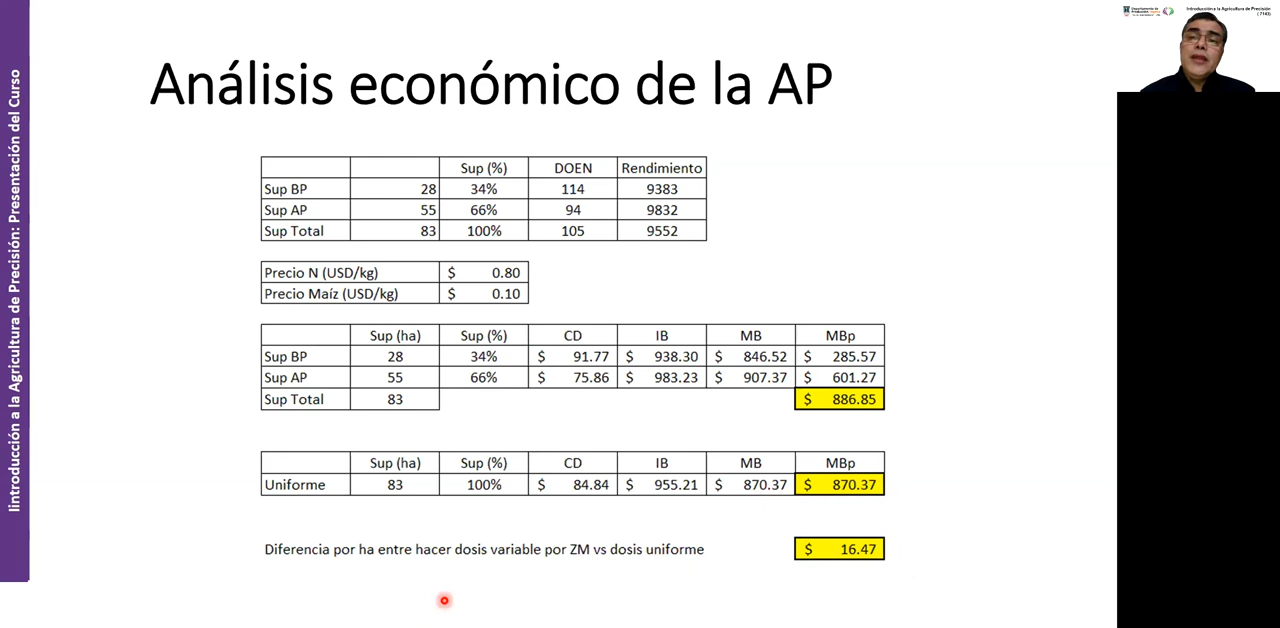 Departamento de
Producción
Introducción a la Agricultura de Precisión
( 7143)
Iintroducción a la Agricultura de Precisión: Presentación del Curso
Análisis económico de la AP
Sup (%) DOEN Rendimiento
Sup BP 28 34% 114 9383
Sup AP 55 66% 94 9832
Sup Total 83 100% 105 9552
Precio N (USD/kg) $ 0.80
Precio Maíz (USD/kg) $ 0.10
Sup (ha) Sup (%) CD IB MB MBp
Sup BP 28 34% $ 91.77 $ 938.30 $ 846.52 $ 285.57
Sup AP 55 66% $ 75.86 $ 983.23 $ 907.37 $ 601.27
Sup Total 83 $ 886.85
Sup (ha) Sup (%) CD IB MB MBp
Uniforme 83 100% $ 84.84 $ 955.21 $ 870.37 $ 870.37
Diferencia por ha entre hacer dosis variable por ZM vs dosis uniforme $ 16.47